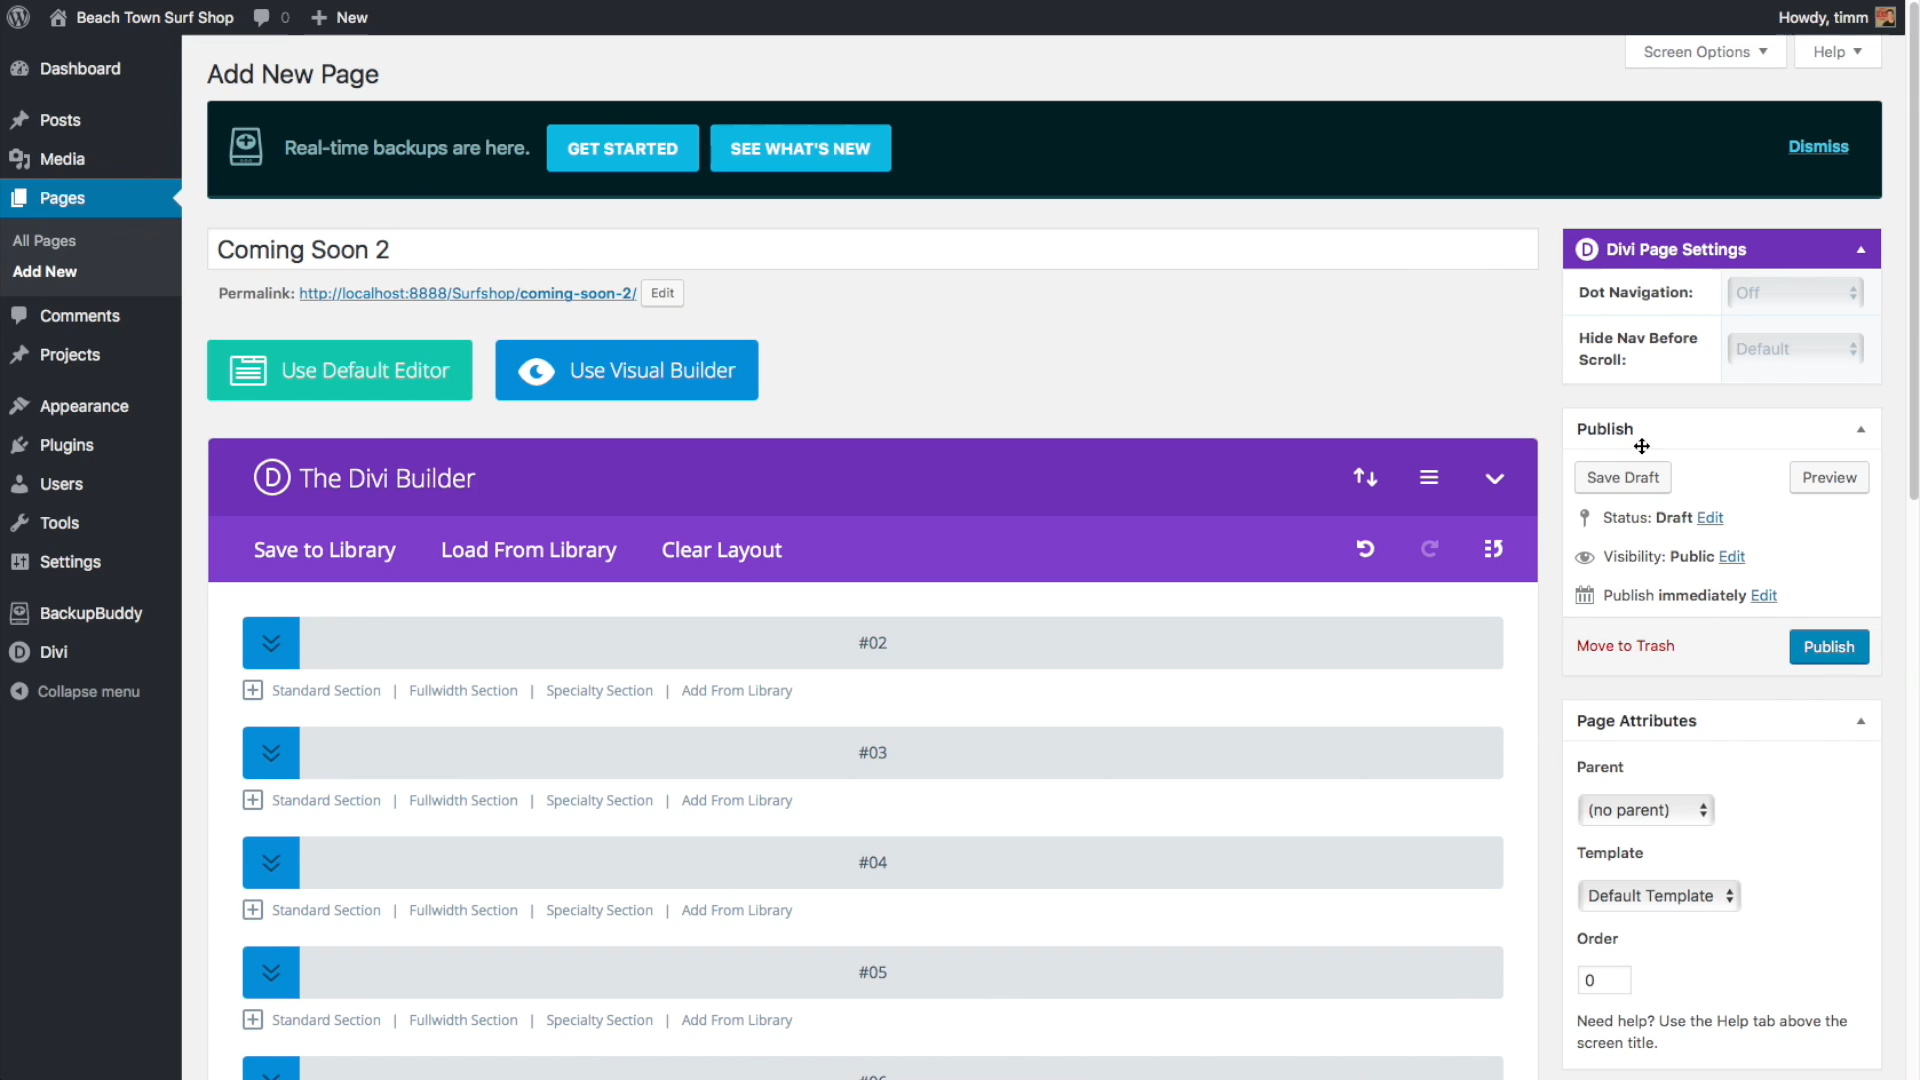 Beach Town Surf Shop
0
New
Howdy, timm
Screen Options
Help
Dashboard
Posts
Media
Pages
All Pages
Add New
Comments
Projects
Appearance
Plugins
Users
Tools
Settings
BackupBuddy
Divi
Collapse menu
Add New Page
Real-time backups are here.
GET STARTED
SEE WHAT'S NEW
Dismiss
Coming Soon 2
Permalink: http://localhost:8888/Surfshop/coming-soon-2/ Edit
Use Default Editor
Use Visual Builder
The Divi Builder
Save to Library
Load From Library
Clear Layout
#02
Standard Section | Fullwidth Section | Specialty Section | Add From Library
#03
Standard Section | Fullwidth Section | Specialty Section | Add From Library
#04
Standard Section | Fullwidth Section | Specialty Section | Add From Library
#05
Standard Section | Fullwidth Section | Specialty Section | Add From Library
Divi Page Settings
Dot Navigation: Off
Hide Nav Before
Scroll:
Default
Publish
Save Draft
Preview
Status: Draft Edit
Visibility: Public Edit
Publish immediately Edit
Move to Trash
Publish
Page Attributes
Parent
(no parent)
Template
Default Template
Order
0
Need help? Use the Help tab above the
screen title.